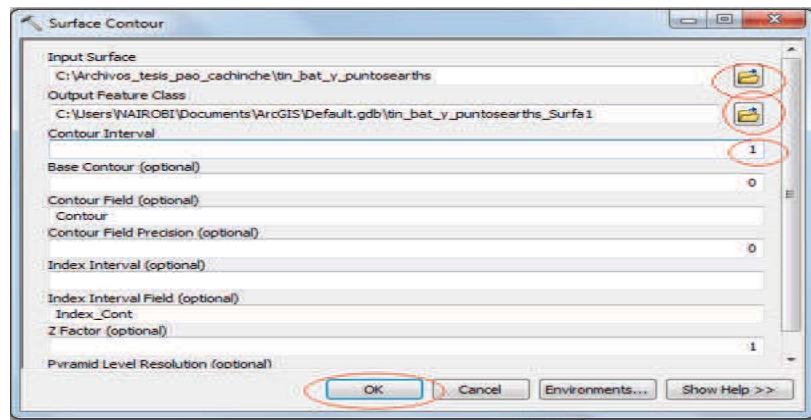 Surface Contour
Input Surface
C:\Archivos_tesis_pao_cachinche\tin_bat_y_puntosearths
Output Feature Class
C:\Users\NAIROBI\Documents\ArcGIS\Default.gdb\tin_bat_y_puntosearths_Surfa1
Contour Interval
1
Base Contour (optional)
0
Contour Field (optional)
Contour
Contour Field Precision (optional)
0
Index Interval (optional)
Index Interval Field (optional)
Index_Cont
Z Factor (optional)
1
Pyramid Level Resolution (optional)
OK Cancel Environments... Show Help >>